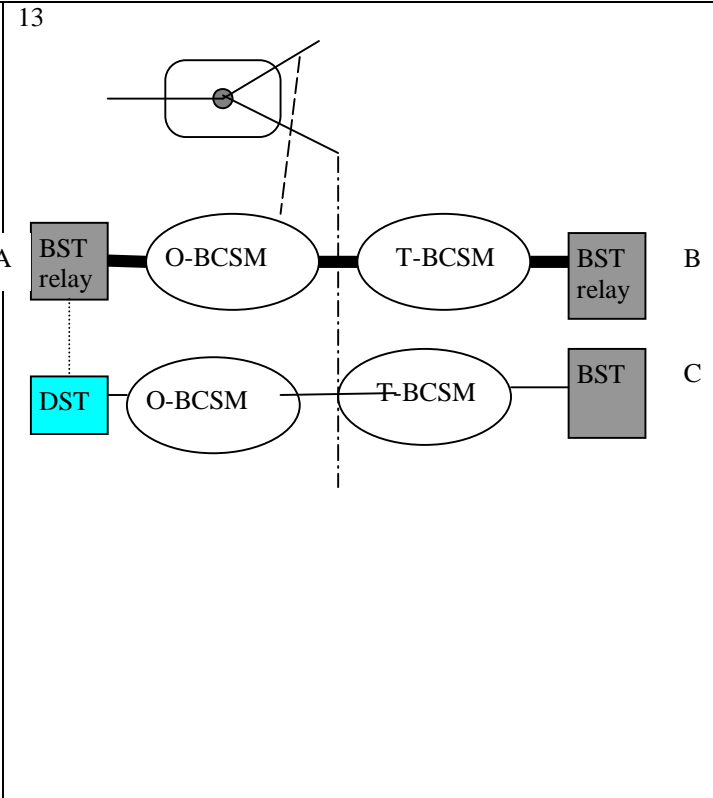 13
A
BST
relay
O-BCSM
T-BCSM
BST
relay
B
DST
O-BCSM
T-BCSM
BST
C